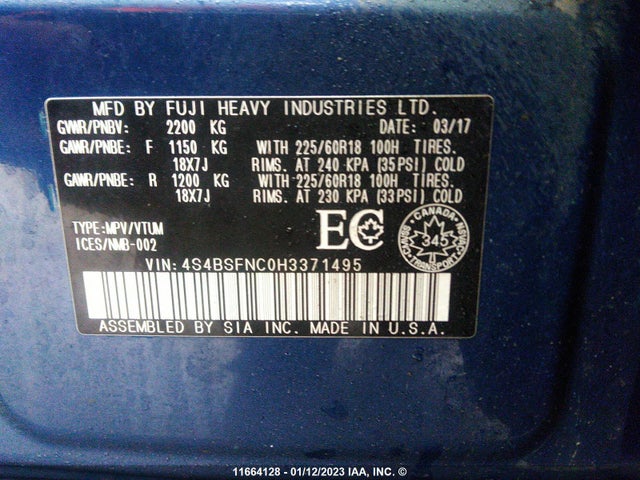 MFD BY FUJI HEAVY INDUSTRIES LTD.
GVWR/PNBV: 2200 KG DATE: 03/17
GAWR/PNBE: F 1150 KG WITH 225/60R18 100H TIRES.
18X7J RIMS. AT 240 KPA (35PSI) COLD
GAWR/PNBE: R 1200 KG WITH 225/60R18 100H TIRES.
18X7J RIMS. AT 230 KPA (33PSI) COLD
TYPE:MPV/VTUM
ICES/NMB-002
EC
CANADA
345
TRANSPORT
VIN:4S4BSFNC0H3371495
ASSEMBLED BY SIA INC. MADE IN U.S.A.
11664128 - 01/12/2023 IAA, INC. ©